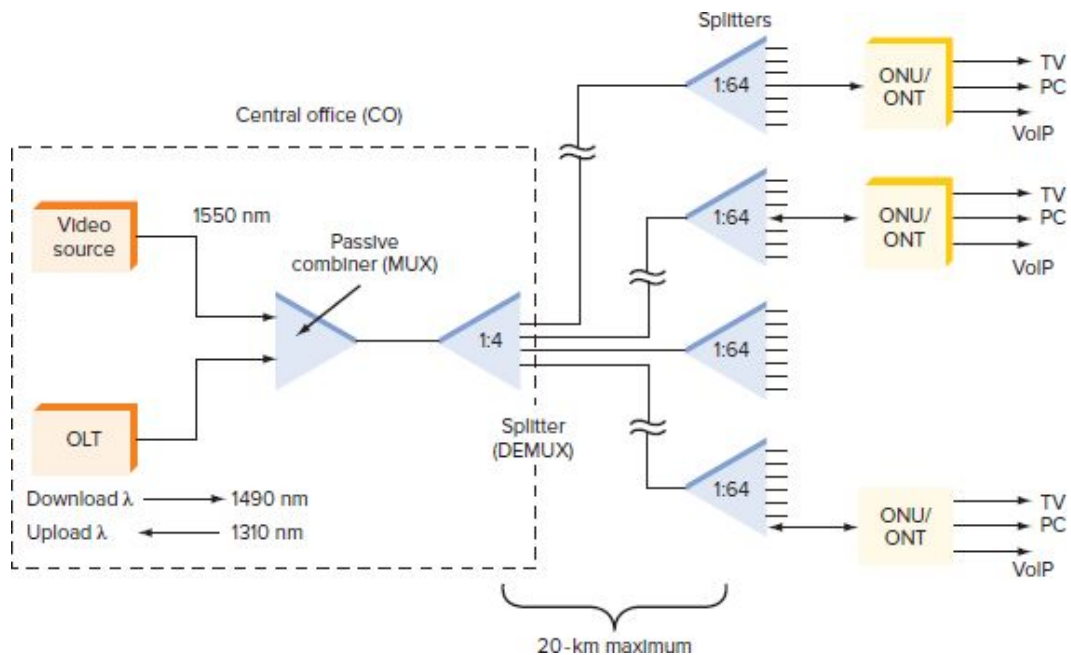 Splitters
1:64
ONU/
ONT
TV
PC
VoIP
Central office (CO)
Video
source
1550 nm
Passive
combiner (MUX)
1:64
ONU/
ONT
TV
PC
VoIP
1:4
1:64
OLT
Splitter
(DEMUX)
Download λ
1490 nm
Upload λ
1310 nm
1:64
ONU/
ONT
TV
PC
VoIP
20-km maximum